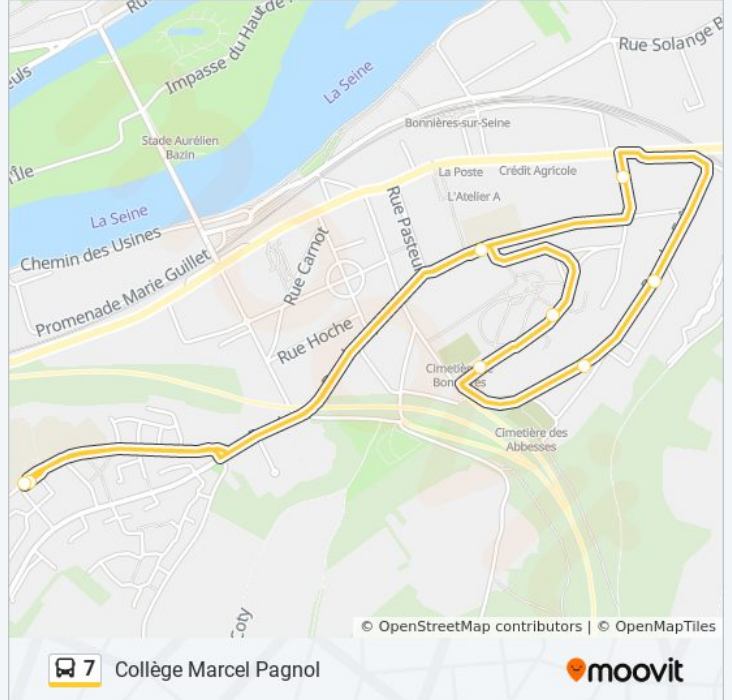 Impasse du Haut de
La Seine
Rue Solange B
Stade Aurélien
Bazin
Bonnières-sur-Seine
l'Île
La Poste
Crédit Agricole
L'Atelier A
La Seine
Rue Pasteur
Chemin des Usines
Rue Carnot
Promenade Marie Guillet
Rue Hoche
Cimetière
Cimetière des
Abbesses
Coty
© OpenStreetMap contributors | © OpenMapTiles
7 Collège Marcel Pagnol
moovit